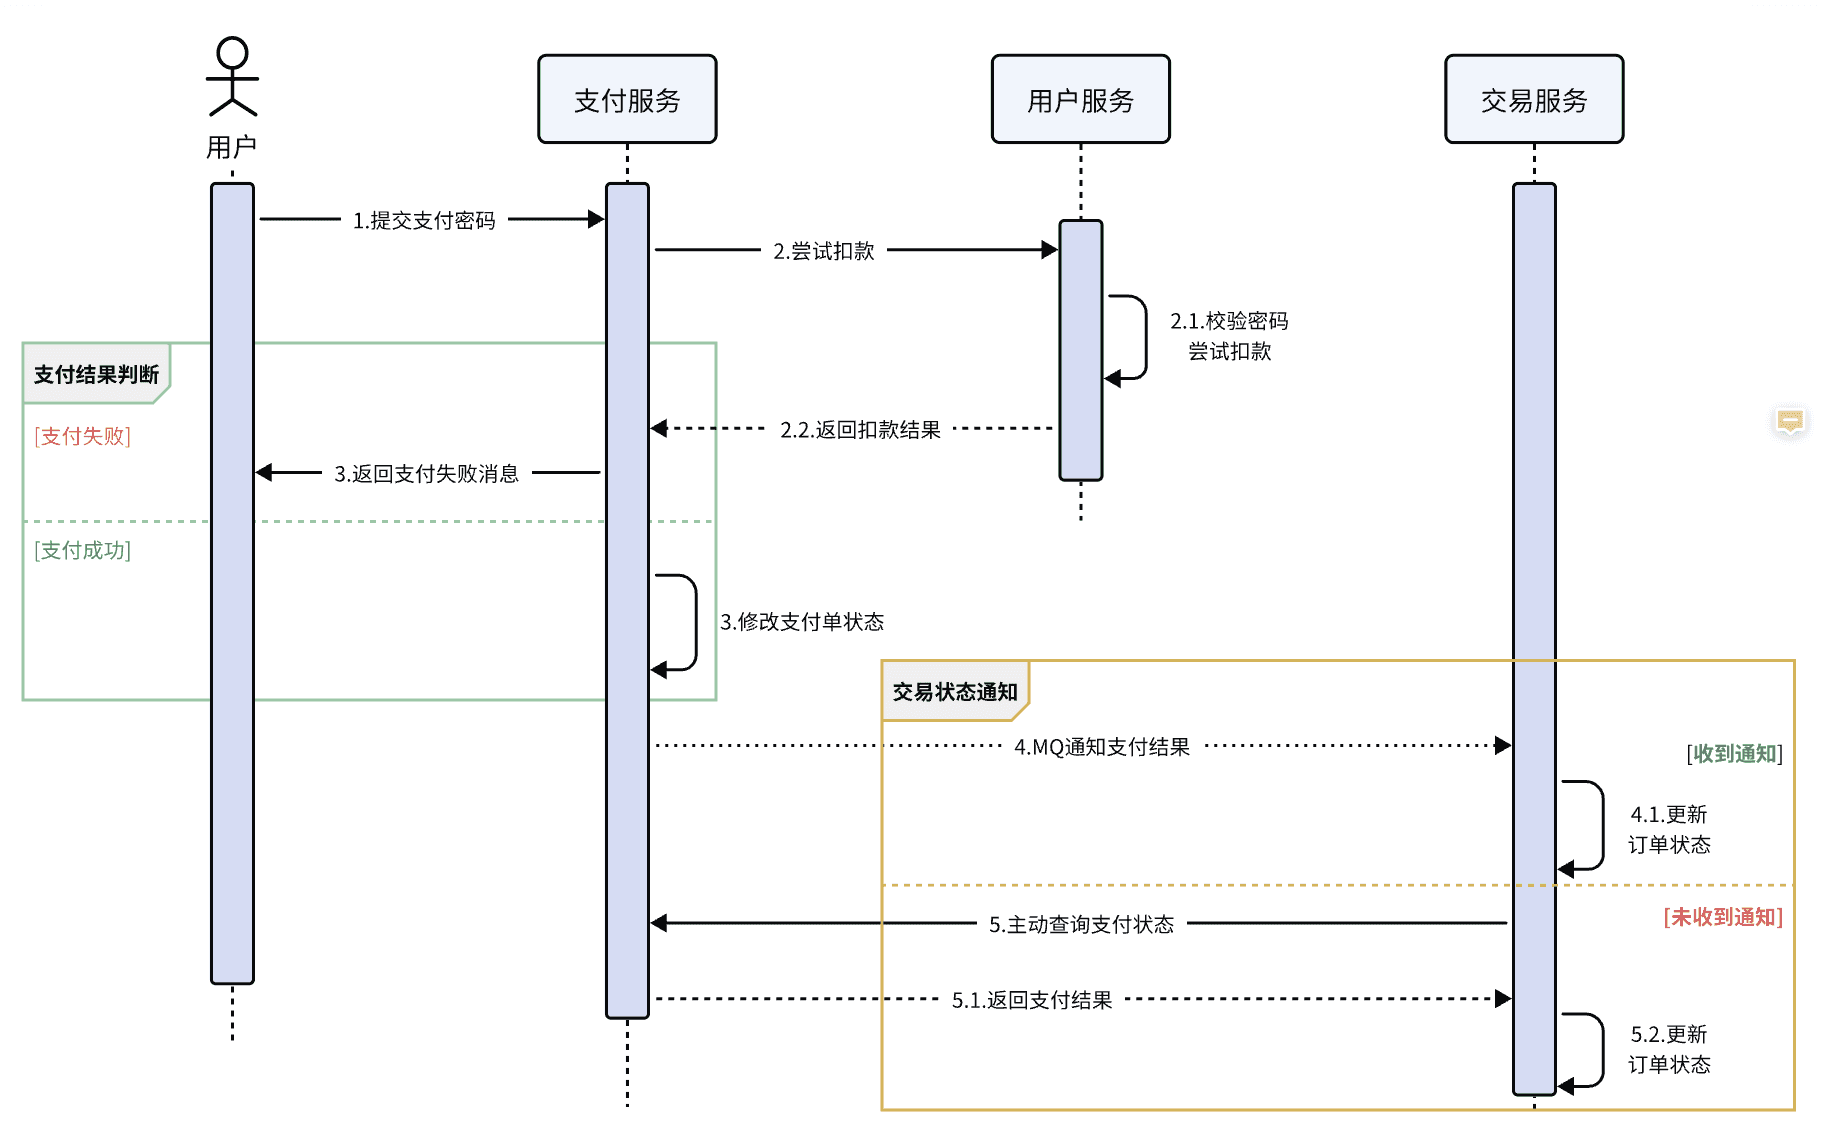 用户
支付服务
用户服务
交易服务
1.提交支付密码
2.尝试扣款
2.1.校验密码
尝试扣款
支付结果判断
[支付失败]
2.2.返回扣款结果
3.返回支付失败消息
[支付成功]
3.修改支付单状态
交易状态通知
4.MQ通知支付结果
[收到通知]
4.1.更新
订单状态
5.主动查询支付状态
[未收到通知]
5.1.返回支付结果
5.2.更新
订单状态